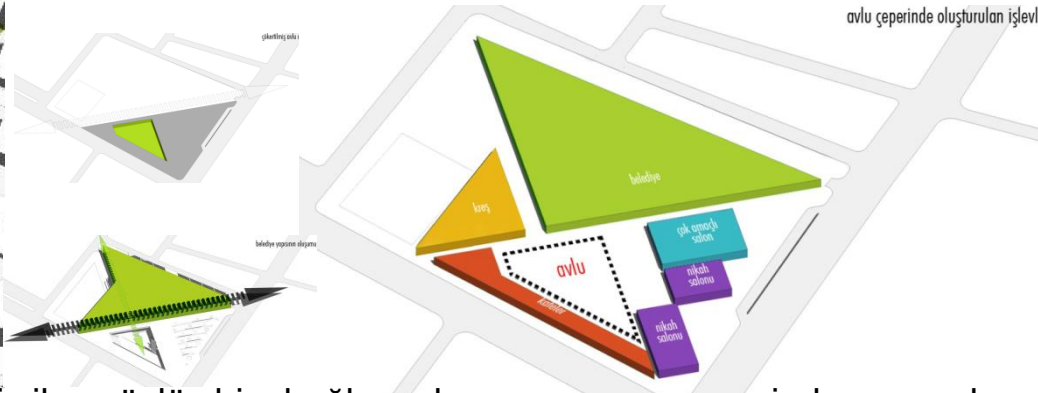 avlu çeperinde oluşturulan işlevl
çökertilmiş avlu
belediye
kreş
çok amaçlı
salon
avlu
nikah
salonu
nikah
salonu
belediye yapısının oluşumu